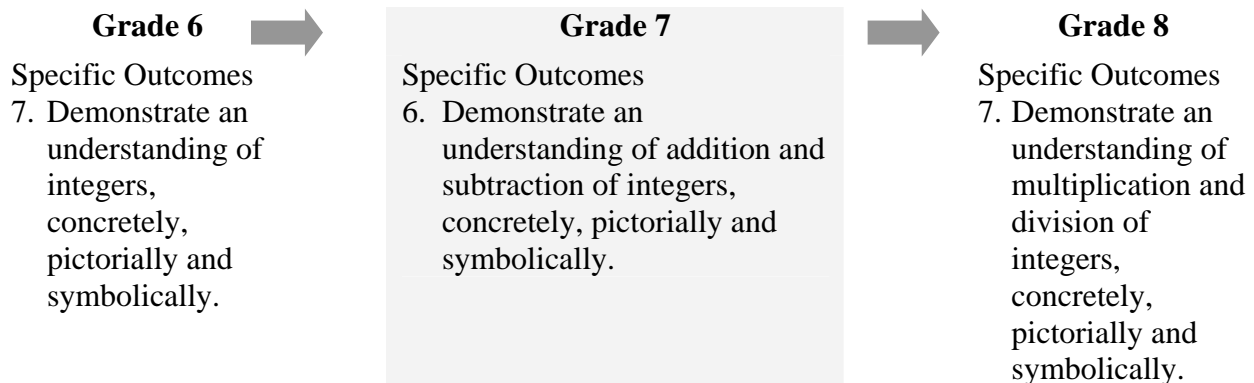 Grade 6
Specific Outcomes
7. Demonstrate an
understanding of
integers,
concretely,
pictorially and
symbolically.
Grade 7
Specific Outcomes
6. Demonstrate an
understanding of addition and
subtraction of integers,
concretely, pictorially and
symbolically.
Grade 8
Specific Outcomes
7. Demonstrate an
understanding of
multiplication and
division of
integers,
concretely,
pictorially and
symbolically.